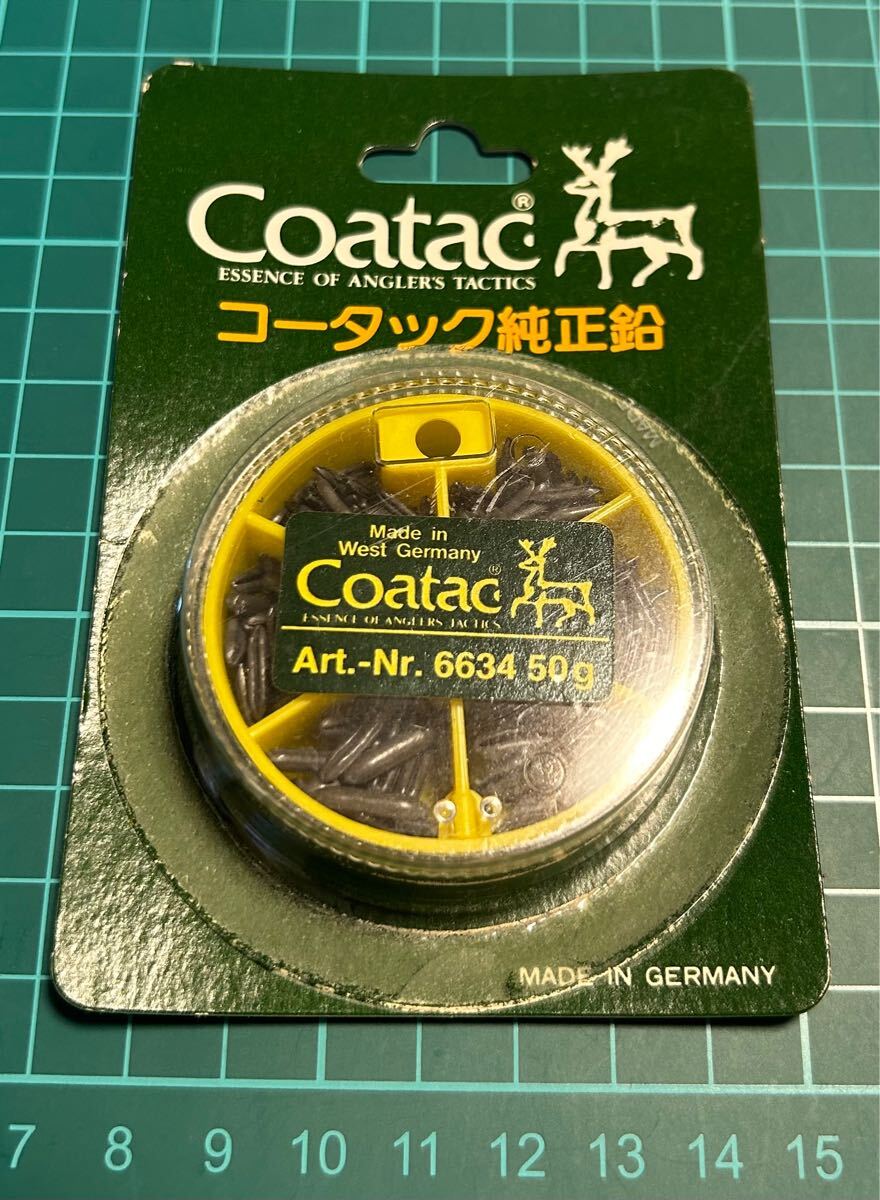 Coatac®
ESSENCE OF ANGLER'S TACTICS
コータック純正鉛
Made in
West Germany
Coatac®
ESSENCE OF ANGLERS TACTICS
Art.-Nr. 6634 50g
MADE IN GERMANY
7 8 9 10 11 12 13 14 15